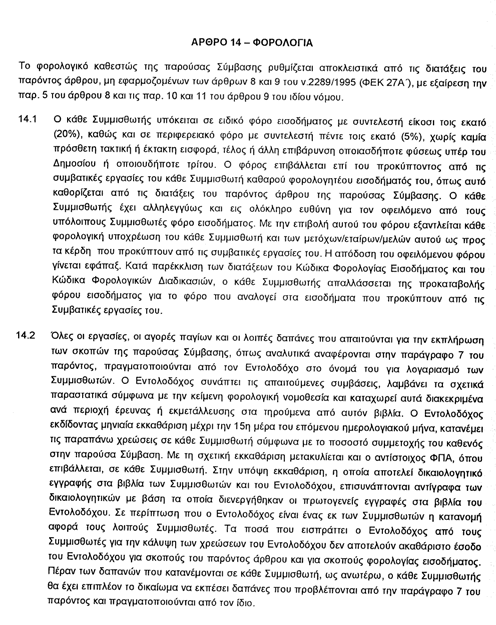 ΑΡΘΡΟ 14 – ΦΟΡΟΛΟΓΙΑ
Το φορολογικό καθεστώς της παρούσας Σύμβασης ρυθμίζεται αποκλειστικά από τις διατάξεις του
παρόντος άρθρου, μη εφαρμοζομένων των άρθρων 8 και 9 του ν.2289/1995 (ΦΕΚ 27Α΄), με εξαίρεση την
παρ. 5 του άρθρου 8 και τις παρ. 10 και 11 του άρθρου 9 του ιδίου νόμου.
14.1 Ο κάθε Συμμισθωτής υπόκειται σε ειδικό φόρο εισοδήματος με συντελεστή είκοσι τοις εκατό
(20%), καθώς και σε περιφερειακό φόρο με συντελεστή πέντε τοις εκατό (5%), χωρίς καμία
πρόσθετη τακτική ή έκτακτη εισφορά, τέλος ή άλλη επιβάρυνση οποιασδήποτε φύσεως υπέρ του
Δημοσίου ή οποιουδήποτε τρίτου. Ο φόρος επιβάλλεται επί του προκύπτοντος από τις
συμβατικές εργασίες του κάθε Συμμισθωτή καθαρού φορολογητέου εισοδήματός του, όπως αυτό
καθορίζεται από τις διατάξεις του παρόντος άρθρου της παρούσας Σύμβασης. Ο κάθε
Συμμισθωτής έχει αλληλεγγύως και εις ολόκληρο ευθύνη για τον οφειλόμενο από τους
υπόλοιπους Συμμισθωτές φόρο εισοδήματος. Με την επιβολή αυτού του φόρου εξαντλείται κάθε
φορολογική υποχρέωση του κάθε Συμμισθωτή και των μετόχων/εταίρων/μελών αυτού ως προς
τα κέρδη που προκύπτουν από τις συμβατικές εργασίες του. Η απόδοση του οφειλομένου φόρου
γίνεται εφάπαξ. Κατά παρέκκλιση των διατάξεων του Κώδικα Φορολογίας Εισοδήματος και του
Κώδικα Φορολογικών Διαδικασιών, ο κάθε Συμμισθωτής απαλλάσσεται της προκαταβολής
φόρου εισοδήματος για το φόρο που αναλογεί στα εισοδήματα που προκύπτουν από τις
Συμβατικές εργασίες του.
14.2 Όλες οι εργασίες, οι αγορές παγίων και οι λοιπές δαπάνες που απαιτούνται για την εκπλήρωση
των σκοπών της παρούσας Σύμβασης, όπως αναλυτικά αναφέρονται στην παράγραφο 7 του
παρόντος, πραγματοποιούνται από τον Εντολοδόχο στο όνομά του για λογαριασμό των
Συμμισθωτών. Ο Εντολοδόχος συνάπτει τις απαιτούμενες συμβάσεις, λαμβάνει τα σχετικά
παραστατικά σύμφωνα με την κείμενη φορολογική νομοθεσία και καταχωρεί αυτά διακεκριμένα
ανά περιοχή έρευνας ή εκμετάλλευσης στα τηρούμενα από αυτόν βιβλία. Ο Εντολοδόχος
εκδίδοντας μηνιαία εκκαθάριση μέχρι την 15η μέρα του επόμενου ημερολογιακού μήνα, κατανέμει
τις παραπάνω χρεώσεις σε κάθε Συμμισθωτή σύμφωνα με το ποσοστό συμμετοχής του καθενός
στην παρούσα Σύμβαση. Με τη σχετική εκκαθάριση μετακυλίεται και ο αντίστοιχος ΦΠΑ, όπου
επιβάλλεται, σε κάθε Συμμισθωτή. Στην υπόψη εκκαθάριση, η οποία αποτελεί δικαιολογητικό
εγγραφής στα βιβλία των Συμμισθωτών και του Εντολοδόχου, επισυνάπτονται αντίγραφα των
δικαιολογητικών με βάση τα οποία διενεργήθηκαν οι πρωτογενείς εγγραφές στα βιβλία του
Εντολοδόχου. Σε περίπτωση που ο Εντολοδόχος είναι ένας εκ των Συμμισθωτών η κατανομή
αφορά τους λοιπούς Συμμισθωτές. Τα ποσά που εισπράττει ο Εντολοδόχος από τους
Συμμισθωτές για την κάλυψη των χρεώσεων του Εντολοδόχου δεν αποτελούν ακαθάριστο έσοδο
του Εντολοδόχου για σκοπούς του παρόντος άρθρου και για σκοπούς φορολογίας εισοδήματος.
Πέραν των δαπανών που κατανέμονται σε κάθε Συμμισθωτή, ως ανωτέρω, ο κάθε Συμμισθωτής
θα έχει επιπλέον το δικαίωμα να εκπέσει δαπάνες που προβλέπονται από την παράγραφο 7 του
παρόντος και πραγματοποιούνται από τον ίδιο.